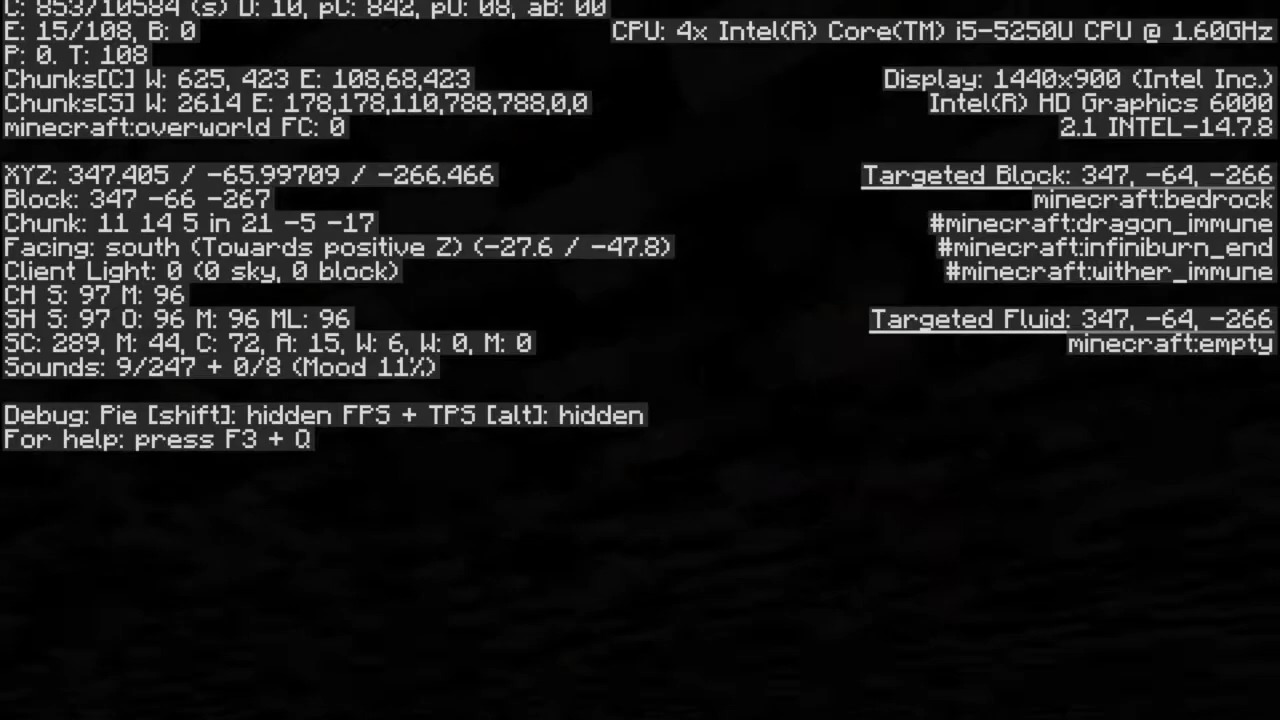 C: 853/10584 (s) D: 10, pC: 842, pU: 08, aB: 00
E: 15/108, B: 0
P: 0. T: 108
Chunks[C] W: 625, 423 E: 108,68,423
Chunks[S] W: 2614 E: 178,178,110,788,788,0,0
minecraft:overworld FC: 0
XYZ: 347.405 / -65.99709 / -266.466
Block: 347 -66 -267
Chunk: 11 14 5 in 21 -5 -17
Facing: south (Towards positive Z) (-27.6 / -47.8)
Client Light: 0 (0 sky, 0 block)
CH S: 97 M: 96
SH S: 97 O: 96 M: 96 ML: 96
SC: 289, M: 44, C: 72, A: 15, W: 6, W: 0, M: 0
Sounds: 9/247 + 0/8 (Mood 11%)
Debug: Pie [shift]: hidden FPS + TPS [alt]: hidden
For help: press F3 + Q
CPU: 4x Intel(R) Core(TM) i5-5250U CPU @ 1.60GHz
Display: 1440x900 (Intel Inc.)
Intel(R) HD Graphics 6000
2.1 INTEL-14.7.8
Targeted Block: 347, -64, -266
minecraft:bedrock
#minecraft:dragon_immune
#minecraft:infiniburn_end
#minecraft:wither_immune
Targeted Fluid: 347, -64, -266
minecraft:empty